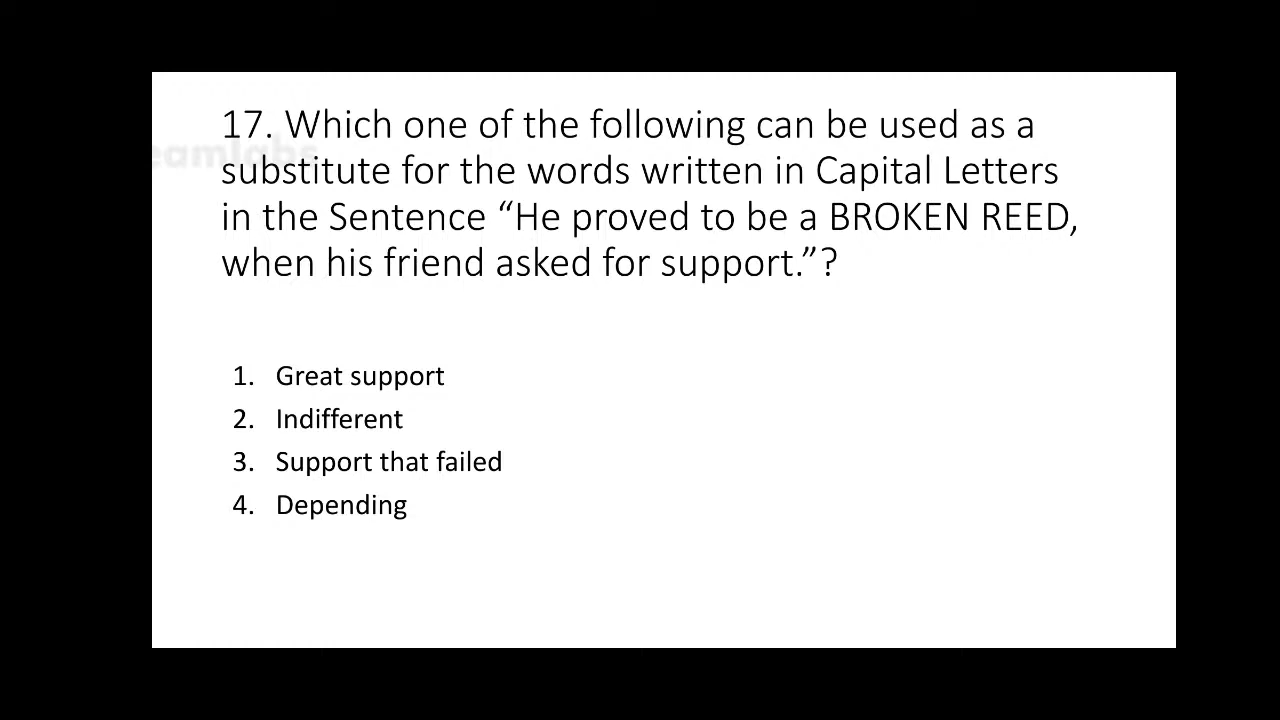 17. Which one of the following can be used as a
eamlabs
substitute for the words written in Capital Letters
in the Sentence “He proved to be a BROKEN REED,
when his friend asked for support.”?
1. Great support
2. Indifferent
3. Support that failed
4. Depending